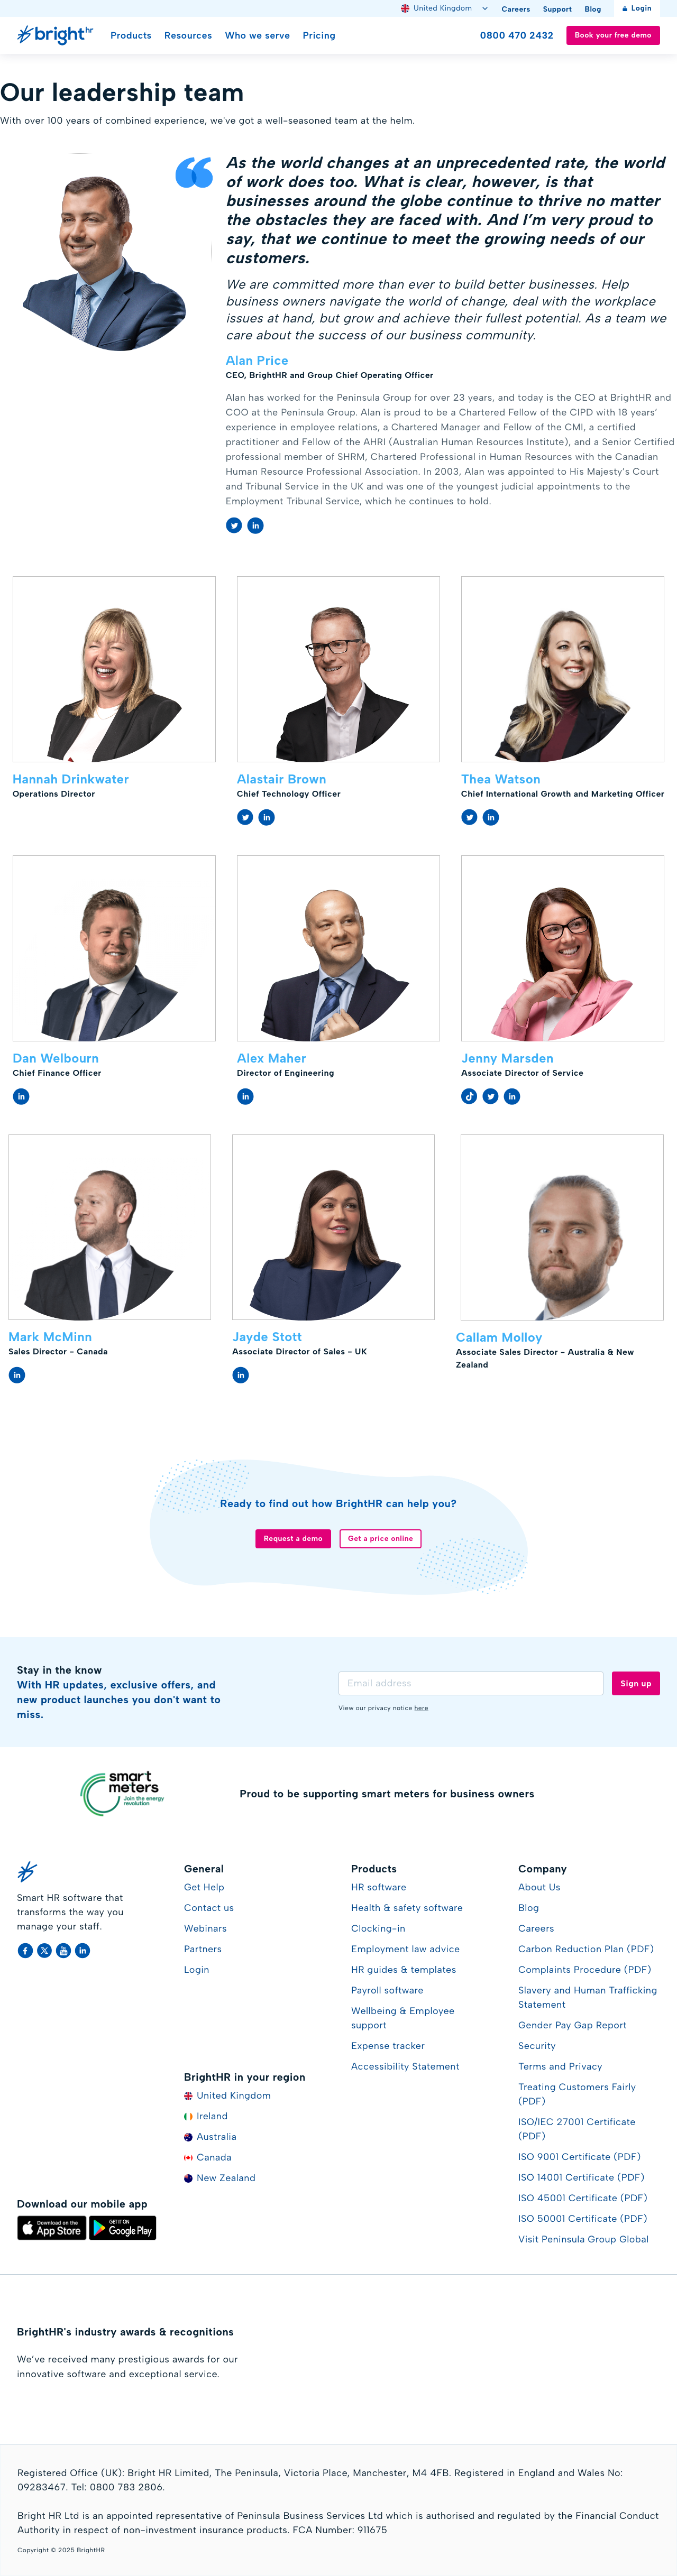 United Kingdom
Careers
Support
Blog
Login
bright hr
Products
Resources
Who we serve
Pricing
0800 470 2432
Book your free demo
Our leadership team
With over 100 years of combined experience, we've got a well-seasoned team at the helm.
As the world changes at an unprecedented rate, the world
of work does too. What is clear, however, is that
businesses around the globe continue to thrive no matter
the obstacles they are faced with. And I'm very proud to
say, that we continue to meet the growing needs of our
customers.
We are committed more than ever to build better businesses. Help
business owners navigate the world of change, deal with the workplace
issues at hand, but grow and achieve their fullest potential. As a team we
care about the success of our business community.
Alan Price
CEO, BrightHR and Group Chief Operating Officer
Alan has worked for the Peninsula Group for over 23 years, and today is the CEO at BrightHR and
COO at the Peninsula Group. Alan is proud to be a Chartered Fellow of the CIPD with 18 years'
experience in employee relations, a Chartered Manager and Fellow of the CMI, a certified
practitioner and Fellow of the AHRI (Australian Human Resources Institute), and a Senior Certified
professional member of SHRM, Chartered Professional in Human Resources with the Canadian
Human Resource Professional Association. In 2003, Alan was appointed to His Majesty's Court
and Tribunal Service in the UK and was one of the youngest judicial appointments to the
Employment Tribunal Service, which he continues to hold.
Hannah Drinkwater
Operations Director
Alastair Brown
Chief Technology Officer
Thea Watson
Chief International Growth and Marketing Officer
Dan Welbourn
Chief Finance Officer
Alex Maher
Director of Engineering
Jenny Marsden
Associate Director of Service
Mark McMinn
Sales Director - Canada
Jayde Stott
Associate Director of Sales - UK
Callam Molloy
Associate Sales Director - Australia & New
Zealand
Ready to find out how BrightHR can help you?
Request a demo
Get a price online
Stay in the know
With HR updates, exclusive offers, and
new product launches you don't want to
miss.
Email address
Sign up
View our privacy notice here
smart
meters
Join the energy
revolution
Proud to be supporting smart meters for business owners
Smart HR software that
transforms the way you
manage your staff.
General
Get Help
Contact us
Webinars
Partners
Login
BrightHR in your region
United Kingdom
Ireland
Australia
Canada
New Zealand
Products
HR software
Health & safety software
Clocking-in
Employment law advice
HR guides & templates
Payroll software
Wellbeing & Employee
support
Expense tracker
Accessibility Statement
Company
About Us
Blog
Careers
Carbon Reduction Plan (PDF)
Complaints Procedure (PDF)
Slavery and Human Trafficking
Statement
Gender Pay Gap Report
Security
Terms and Privacy
Treating Customers Fairly
(PDF)
ISO/IEC 27001 Certificate
(PDF)
ISO 9001 Certificate (PDF)
ISO 14001 Certificate (PDF)
ISO 45001 Certificate (PDF)
ISO 50001 Certificate (PDF)
Visit Peninsula Group Global
Download our mobile app
Download on the
App Store
GET IT ON
Google Play
BrightHR's industry awards & recognitions
We've received many prestigious awards for our
innovative software and exceptional service.
Registered Office (UK): Bright HR Limited, The Peninsula, Victoria Place, Manchester, M4 4FB. Registered in England and Wales No:
09283467. Tel: 0800 783 2806.
Bright HR Ltd is an appointed representative of Peninsula Business Services Ltd which is authorised and regulated by the Financial Conduct
Authority in respect of non-investment insurance products. FCA Number: 911675
Copyright © 2025 BrightHR